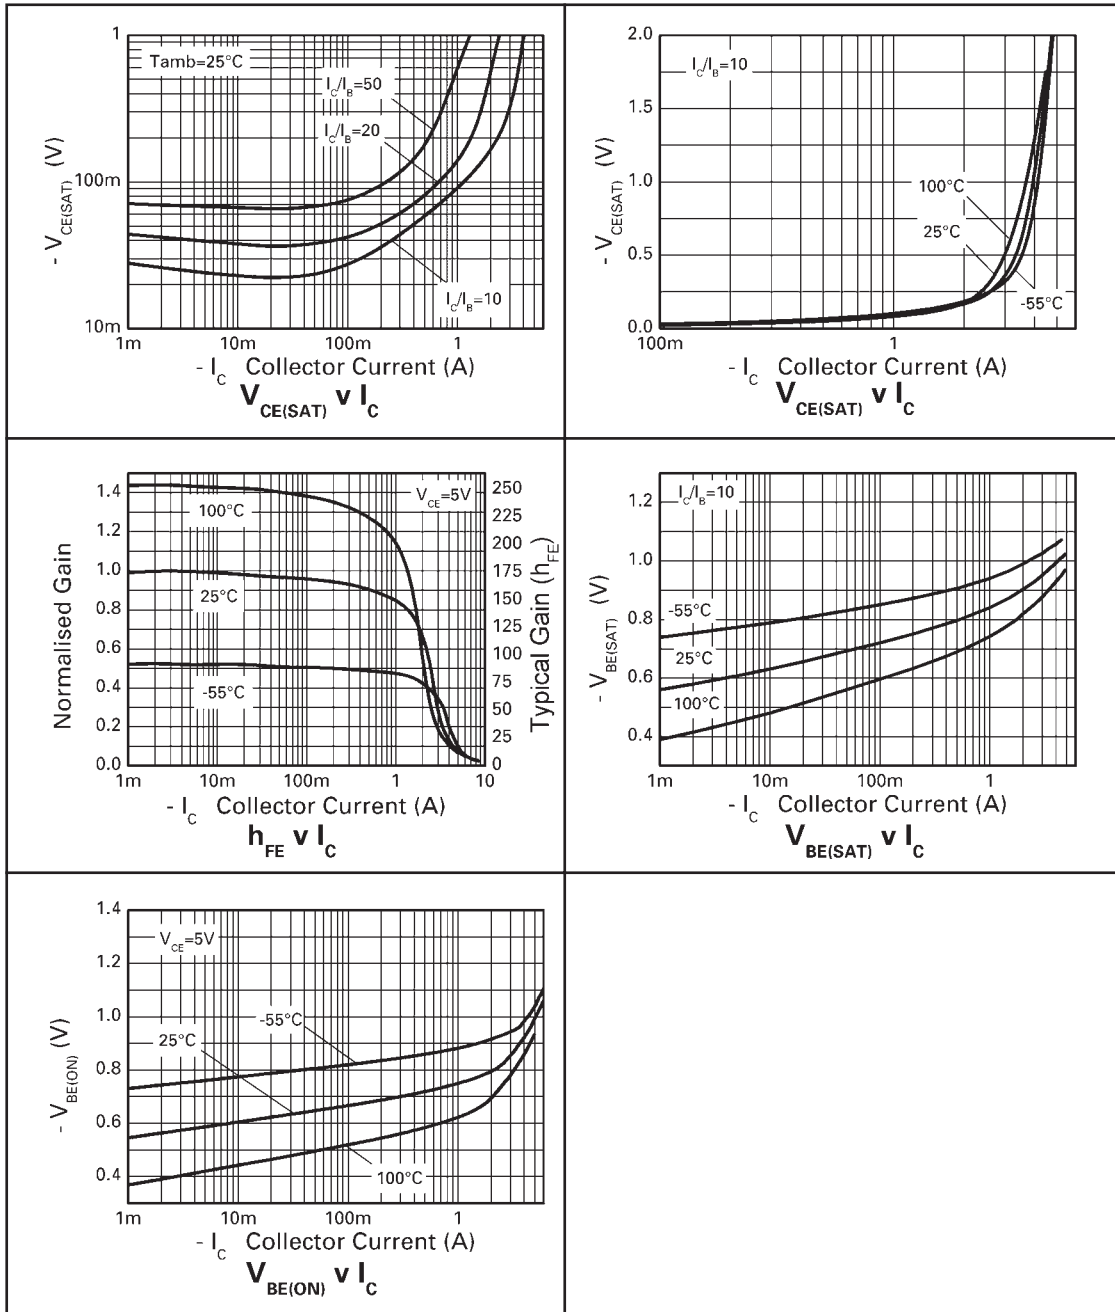 1
Tamb=25°C
I_C/I_B=50
I_C/I_B=20
100m
I_C/I_B=10
10m
- V_CE(SAT) (V)
1m 10m 100m 1
- I_C Collector Current (A)
V_CE(SAT) v I_C
2.0
I_C/I_B=10
1.5
1.0
100°C
25°C
0.5
-55°C
0.0
- V_CE(SAT) (V)
100m 1
- I_C Collector Current (A)
V_CE(SAT) v I_C
1.4
1.2
1.0
0.8
0.6
0.4
0.2
0.0
Normalised Gain
V_CE=5V
100°C
25°C
-55°C
250
225
200
175
150
125
100
75
50
25
0
Typical Gain (h_FE)
1m 10m 100m 1 10
- I_C Collector Current (A)
h_FE v I_C
I_C/I_B=10
1.2
1.0
0.8
0.6
0.4
- V_BE(SAT) (V)
-55°C
25°C
100°C
1m 10m 100m 1
- I_C Collector Current (A)
V_BE(SAT) v I_C
1.4
1.2
1.0
0.8
0.6
0.4
- V_BE(ON) (V)
V_CE=5V
-55°C
25°C
100°C
1m 10m 100m 1
- I_C Collector Current (A)
V_BE(ON) v I_C